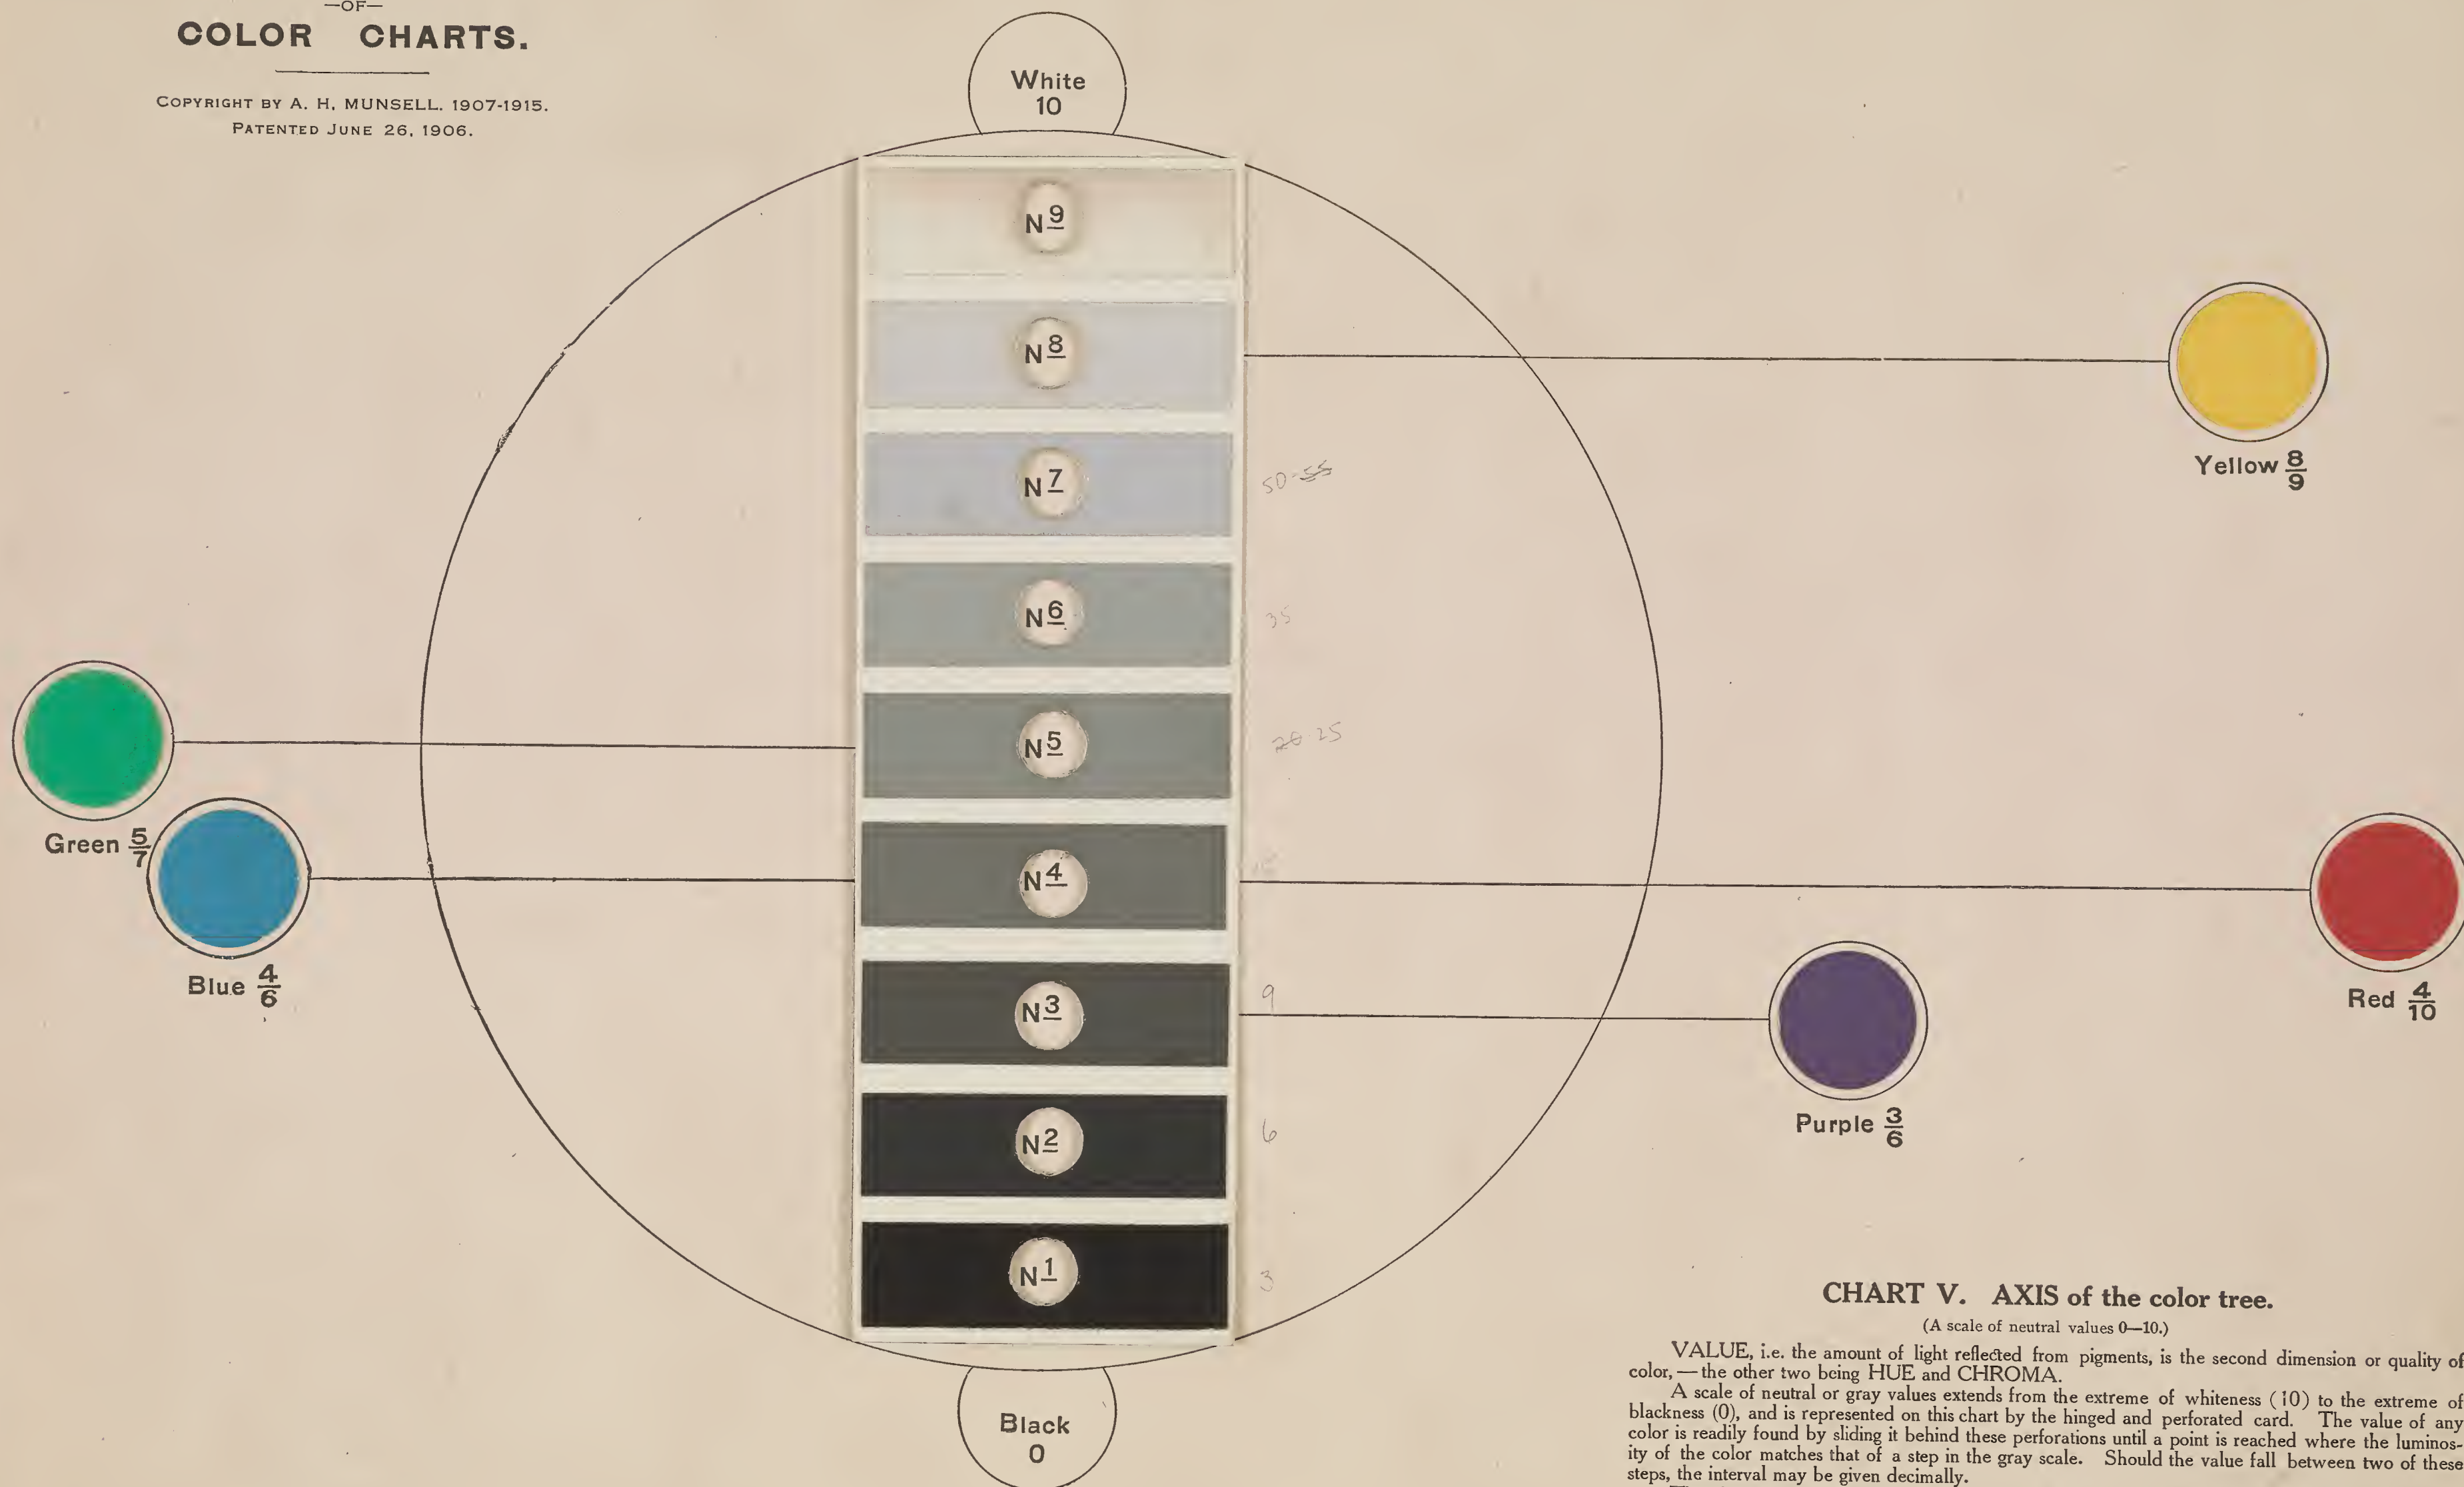 —OF—
COLOR CHARTS.
COPYRIGHT BY A. H. MUNSELL. 1907-1915.
PATENTED JUNE 26, 1906.
White
10
N 9
N 8
Yellow 8/9
N 7
50-55
N 6
35
N 5
20 25
Green 5/7
N 4
Blue 4/6
Red 4/10
N 3
9
Purple 3/6
N 2
6
N 1
3
Black
0
CHART V. AXIS of the color tree.
(A scale of neutral values 0—10.)
VALUE, i.e. the amount of light reflected from pigments, is the second dimension or quality of
color, — the other two being HUE and CHROMA.
A scale of neutral or gray values extends from the extreme of whiteness (10) to the extreme of
blackness (0), and is represented on this chart by the hinged and perforated card. The value of any
color is readily found by sliding it behind these perforations until a point is reached where the luminos-
ity of the color matches that of a step in the gray scale. Should the value fall between two of these
steps, the interval may be given decimally.